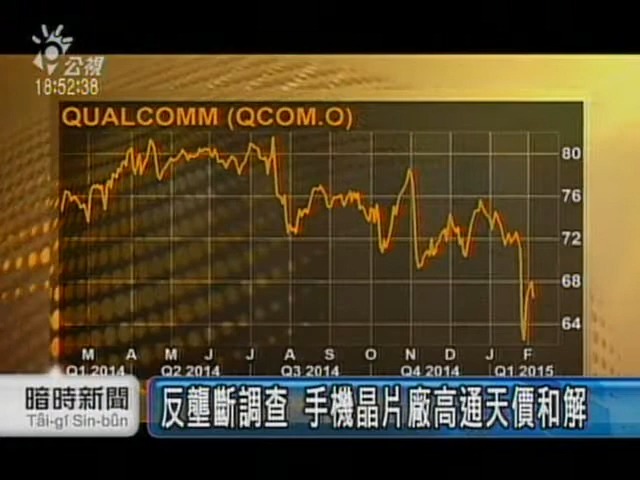 公視
18:52:38
QUALCOMM (QCOM.O)
80
76
72
68
64
M A M J J A S O N D J F
Q1 2014 Q2 2014 Q3 2014 Q4 2014 Q1 2015
暗時新聞
Tâi-gí Sin-bûn
反壟斷調查 手機晶片廠高通天價和解